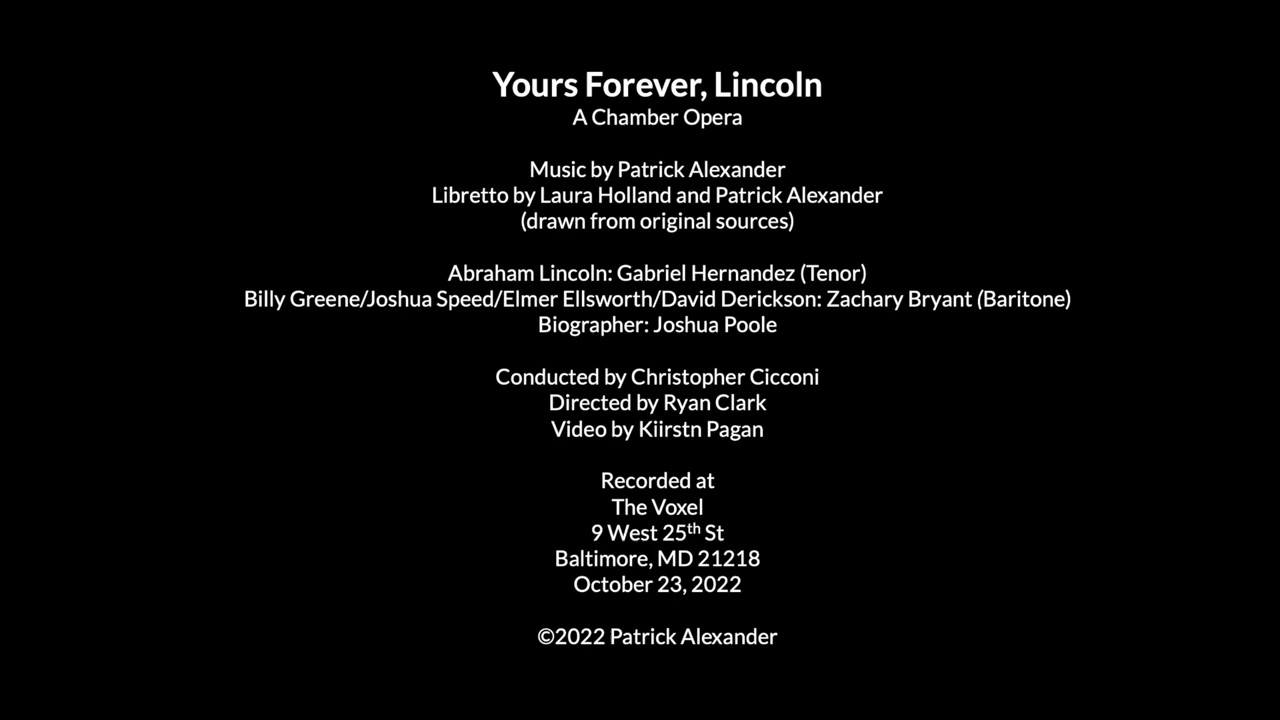 Yours Forever, Lincoln
A Chamber Opera
Music by Patrick Alexander
Libretto by Laura Holland and Patrick Alexander
(drawn from original sources)
Abraham Lincoln: Gabriel Hernandez (Tenor)
Billy Greene/Joshua Speed/Elmer Ellsworth/David Derickson: Zachary Bryant (Baritone)
Biographer: Joshua Poole
Conducted by Christopher Cicconi
Directed by Ryan Clark
Video by Kiirstn Pagan
Recorded at
The Voxel
9 West 25th St
Baltimore, MD 21218
October 23, 2022
©2022 Patrick Alexander